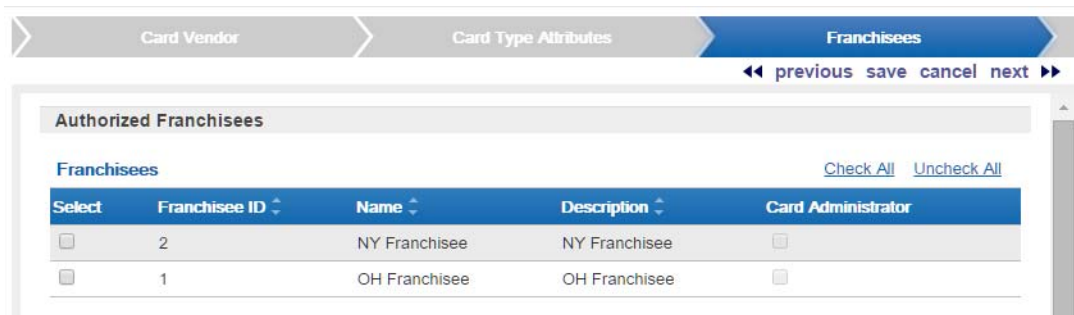 Card Vendor Card Type Attributes Franchisees
previous save cancel next
Authorized Franchisees
Franchisees Check All Uncheck All
Select Franchisee ID Name Description Card Administrator
2 NY Franchisee NY Franchisee
1 OH Franchisee OH Franchisee